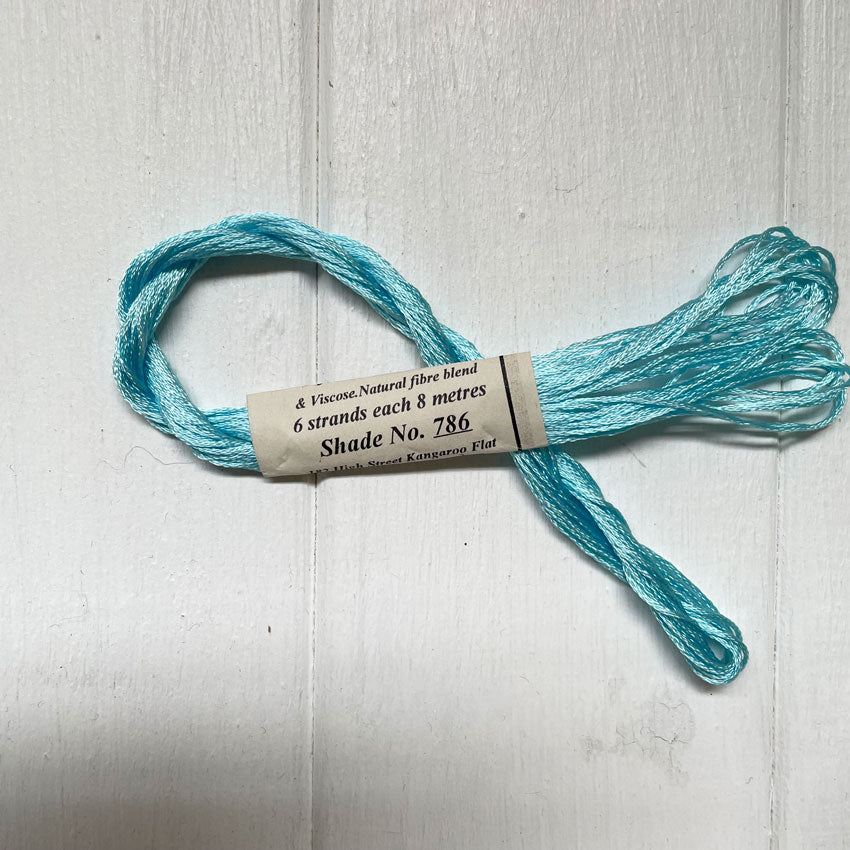 & Viscose.Natural fibre blend
6 strands each 8 metres
Shade No. 786
High Street Kangaroo Flat